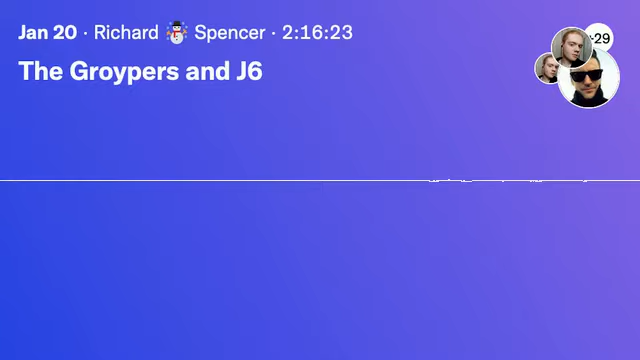 Jan 20 · Richard ⛄ Spencer · 2:16:23
+29
The Groypers and J6